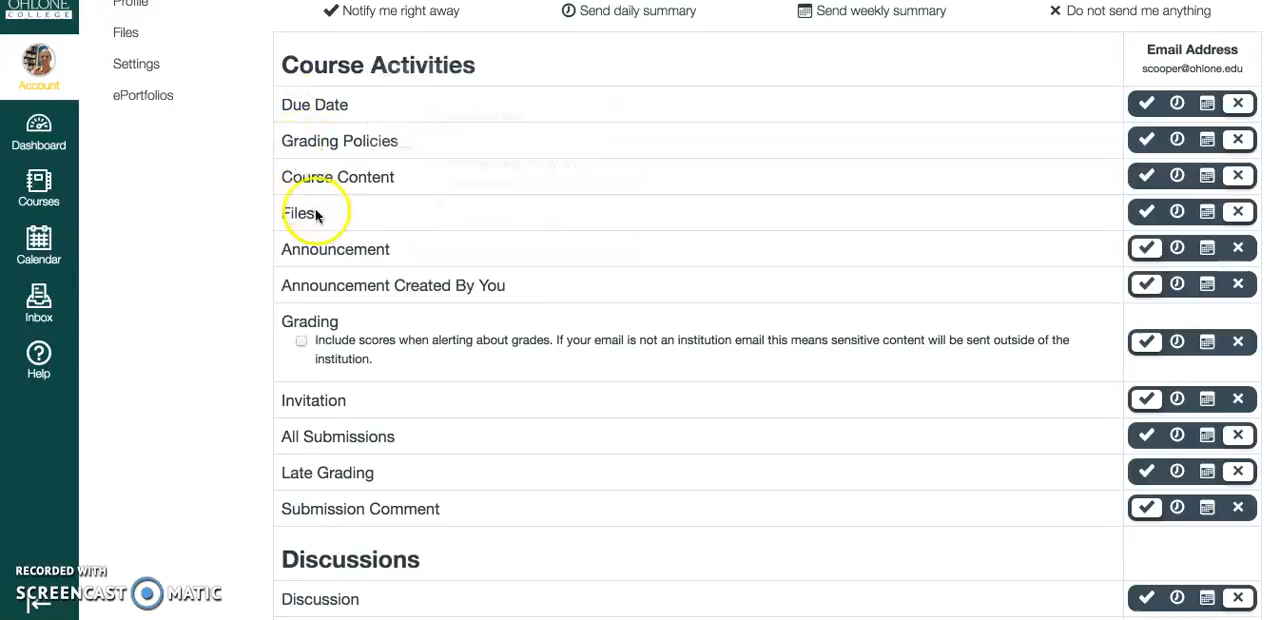 OHLONE
COLLEGE
Profile
Notify me right away
Send daily summary
Send weekly summary
Do not send me anything
Files
Settings
ePortfolios
Account
Dashboard
Courses
Calendar
Inbox
Help
Course Activities
Email Address
scooper@ohlone.edu
Due Date
Grading Policies
Course Content
Files
Announcement
Announcement Created By You
Grading
Include scores when alerting about grades. If your email is not an institution email this means sensitive content will be sent outside of the
institution.
Invitation
All Submissions
Late Grading
Submission Comment
Discussions
Discussion
RECORDED WITH
SCREENCAST MATIC